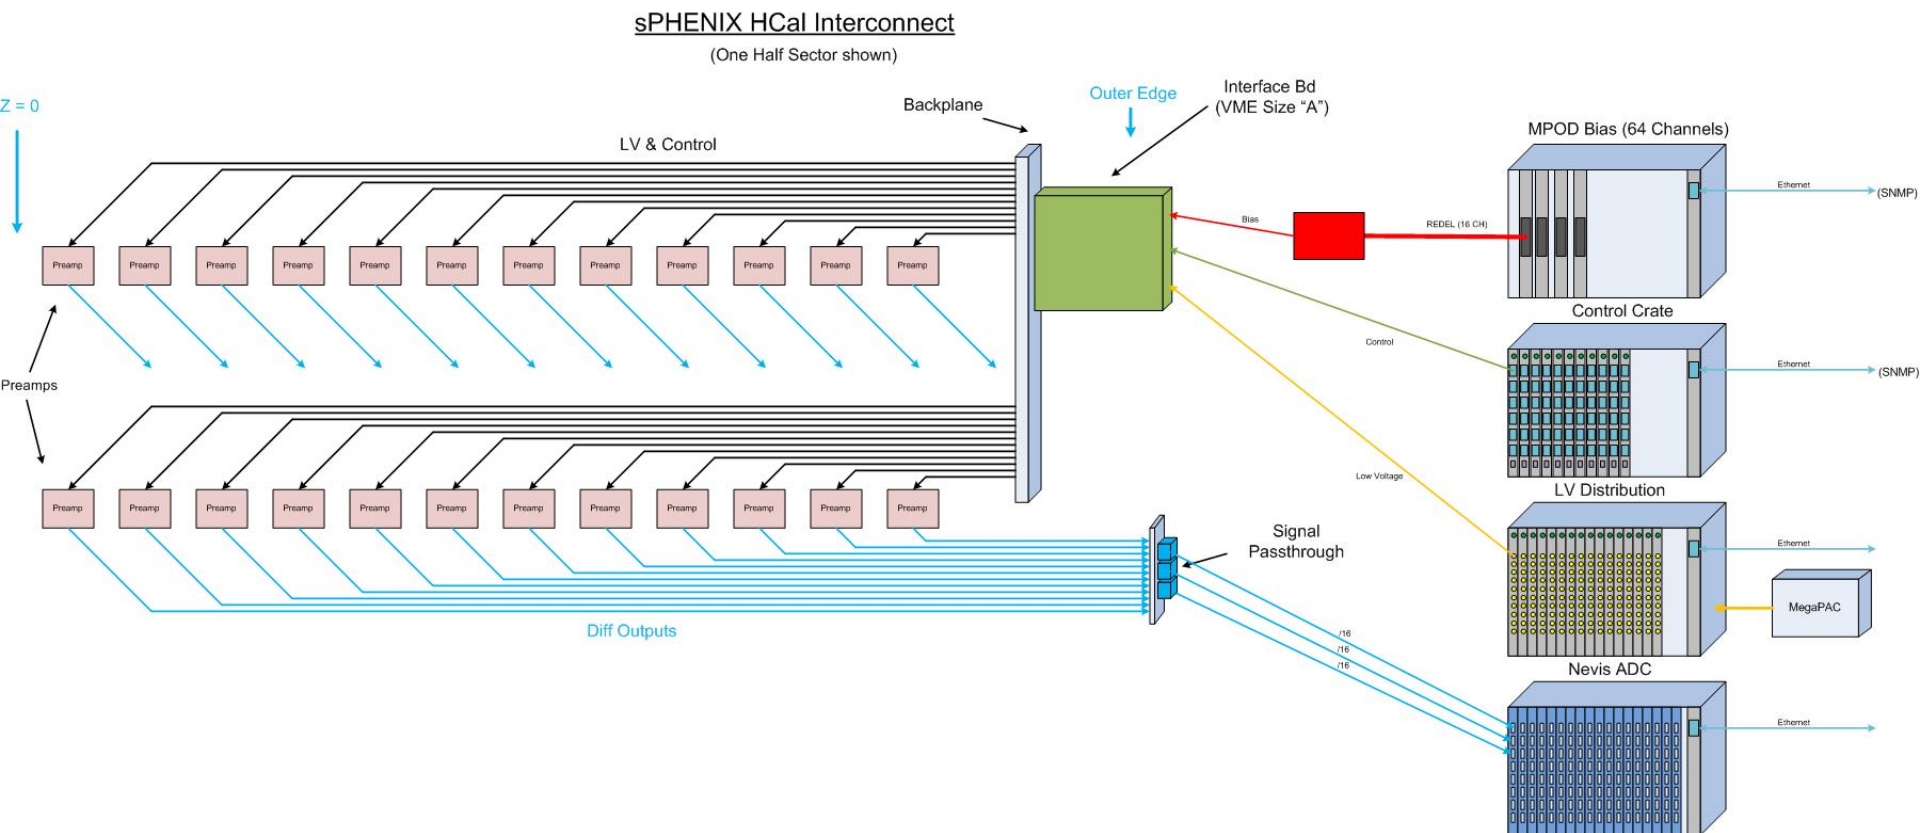 sPHENIX HCal Interconnect
(One Half Sector shown)
Z = 0
Outer Edge
Interface Bd
(VME Size “A”)
Backplane
LV & Control
MPOD Bias (64 Channels)
Ethernet
(SNMP)
Bias
REDEL (16 CH)
Preamp
Preamp
Preamp
Preamp
Preamp
Preamp
Preamp
Preamp
Preamp
Preamp
Preamp
Preamp
Control Crate
Control
Ethernet
(SNMP)
Preamps
Low Voltage
LV Distribution
Preamp
Preamp
Preamp
Preamp
Preamp
Preamp
Preamp
Preamp
Preamp
Preamp
Preamp
Preamp
Signal
Passthrough
Ethernet
MegaPAC
Diff Outputs
/16
/16
/16
Nevis ADC
Ethernet